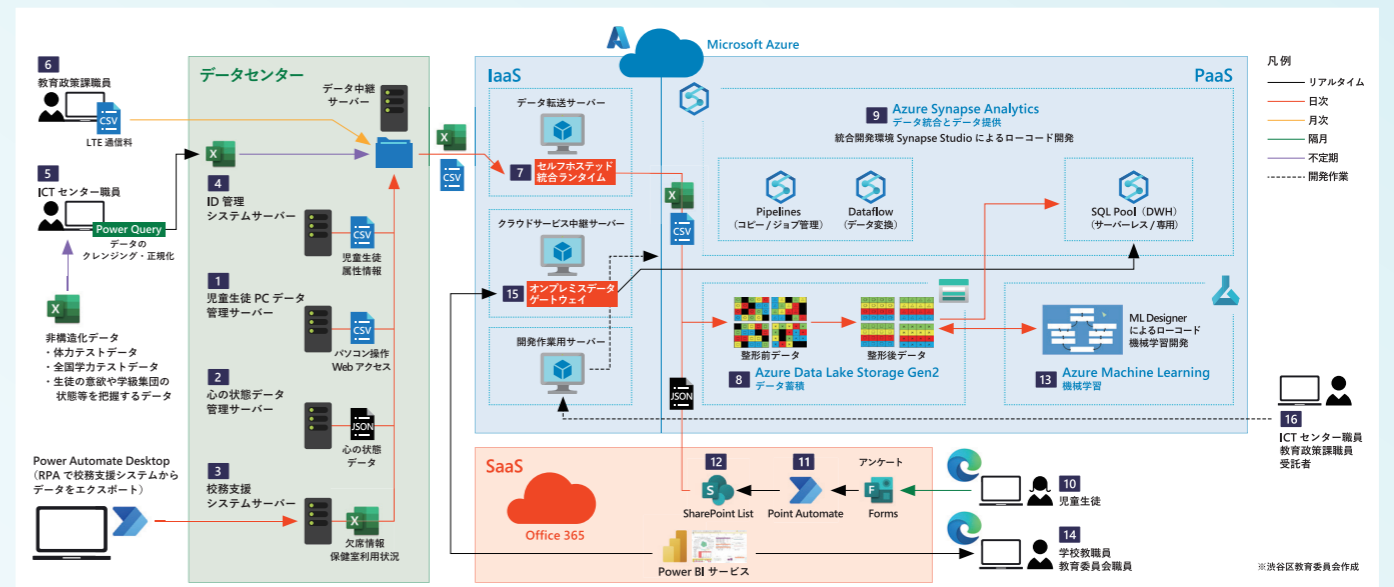 Microsoft Azure
6
教育政策課職員
CSV
LTE 通信料
5
ICT センター職員
Power Query
データの
クレンジング・正規化
非構造化データ
・体力テストデータ
・全国学力テストデータ
・生徒の意欲や学級集団の
状態等を把握するデータ
Power Automate Desktop
(RPA で校務支援システムから
データをエクスポート)
データセンター
データ中継
サーバー
4
ID 管理
システムサーバー
CSV
児童生徒
属性情報
1
児童生徒 PC データ
管理サーバー
CSV
パソコン操作
Web アクセス
2
心の状態データ
管理サーバー
JSON
心の状態
データ
3
校務支援
システムサーバー
欠席情報
保健室利用状況
CSV
IaaS
データ転送サーバー
7
セルフホステッド
統合ランタイム
クラウドサービス中継サーバー
15
オンプレミスデータ
ゲートウェイ
開発作業用サーバー
CSV
JSON
PaaS
9
Azure Synapse Analytics
データ統合とデータ提供
統合開発環境 Synapse Studio によるローコード開発
Pipelines
(コピー / ジョブ管理)
Dataflow
(データ変換)
SQL Pool(DWH)
(サーバーレス / 専用)
整形前データ
整形後データ
8
Azure Data Lake Storage Gen2
データ蓄積
ML Designer
によるローコード
機械学習開発
13
Azure Machine Learning
機械学習
SaaS
Office 365
12
SharePoint List
11
Point Automate
アンケート
Forms
Power BI サービス
10
児童生徒
14
学校教職員
教育委員会職員
16
ICT センター職員
教育政策課職員
受託者
凡例
リアルタイム
日次
月次
隔月
不定期
開発作業
※渋谷区教育委員会作成